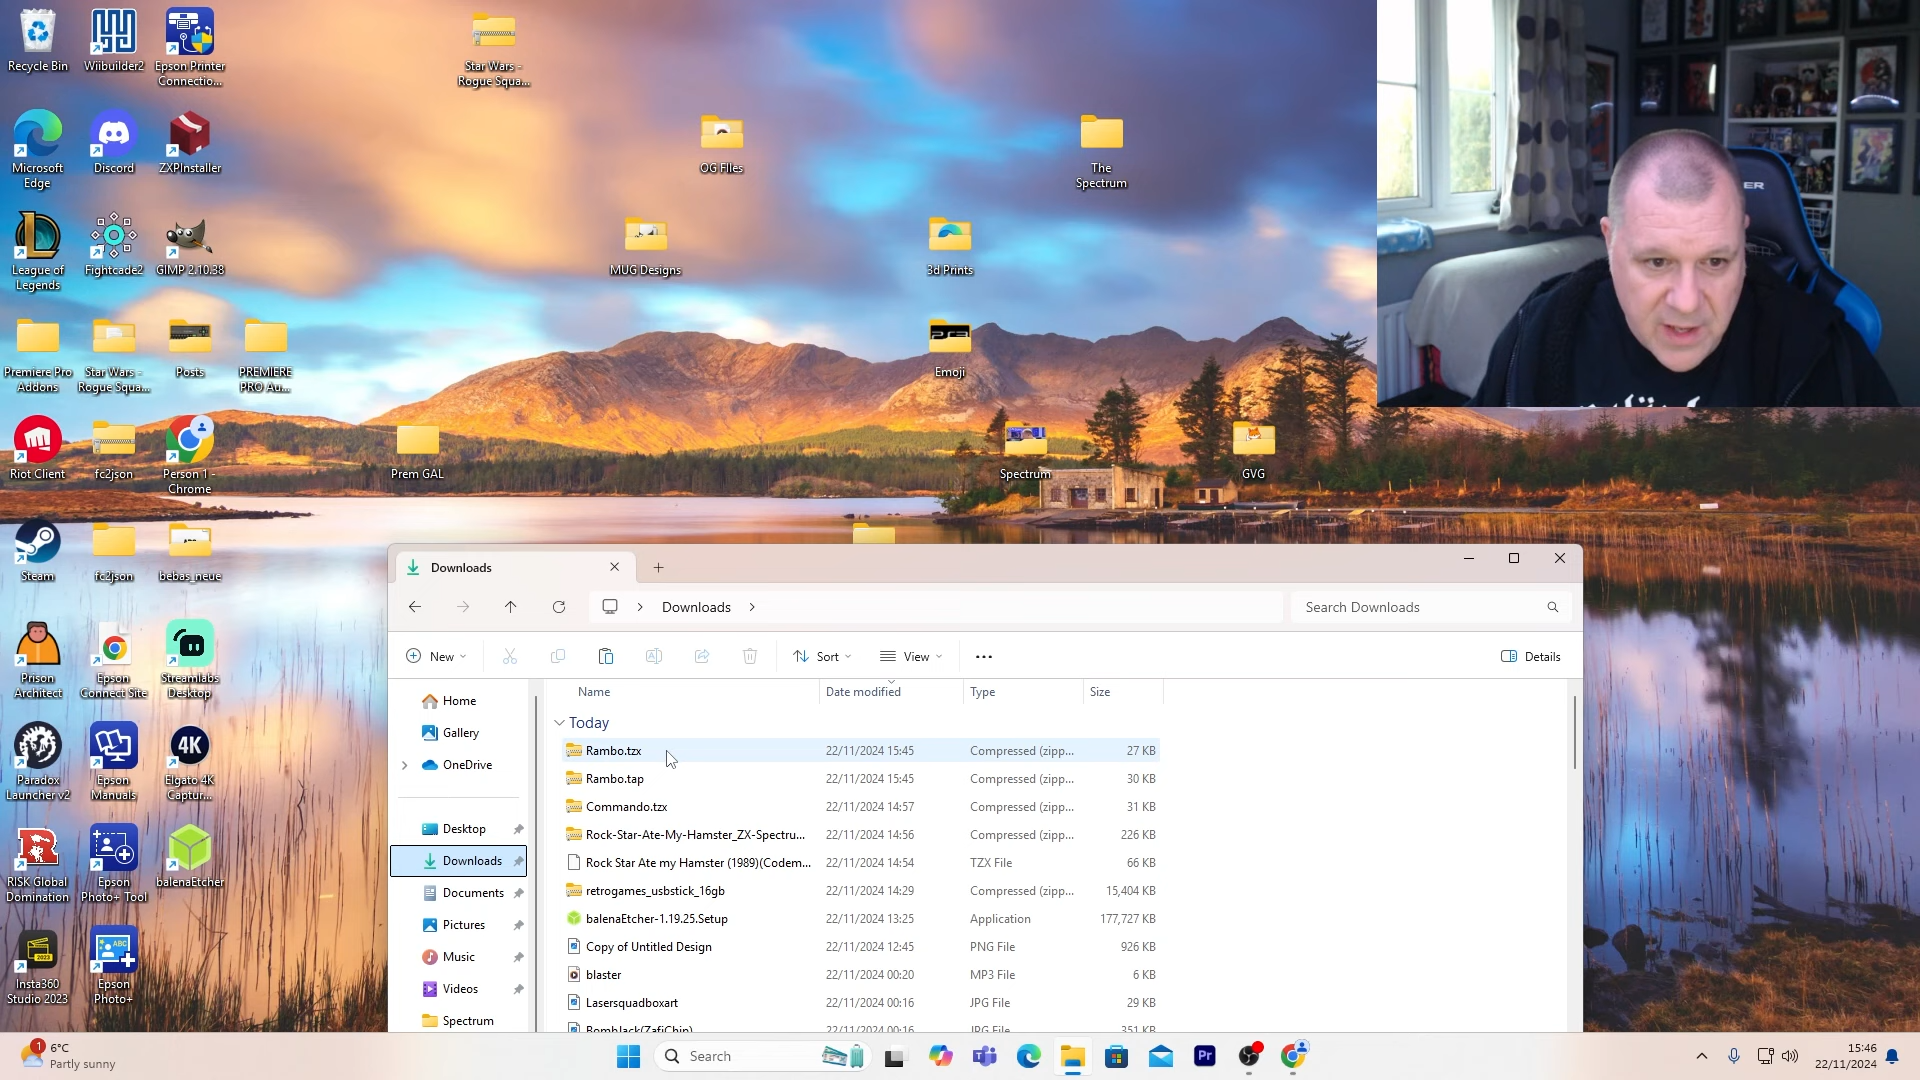 Recycle Bin
Wiibuilder2
Epson Printer
Connectio...
Star Wars -
Rogue Squa...
Microsoft
Edge
Discord
ZXPInstaller
OG FIles
The
Spectrum
ER
League of
Legends
Fightcade2
GIMP 2.10.38
MUG Designs
3d Prints
Premiere Pro
Addons
Star Wars -
Rogue Squa...
Posts
PREMIERE
PRO Au...
Emoji
Riot Client
fc2json
Person 1 -
Chrome
Prem GAL
Spectrum
GVG
Steam
fc2json
bebas_neue
Downloads
Downloads
Search Downloads
New
Sort
View
Details
Prison
Architect
Epson
Connect Site
Streamlabs
Desktop
Name
Date modified
Type
Size
Home
Gallery
OneDrive
Desktop
Downloads
Documents
Pictures
Music
Videos
Spectrum
Today
Rambo.tzx 22/11/2024 15:45 Compressed (zipp... 27 KB
Rambo.tap 22/11/2024 15:45 Compressed (zipp... 30 KB
Commando.tzx 22/11/2024 14:57 Compressed (zipp... 31 KB
Rock-Star-Ate-My-Hamster_ZX-Spectru... 22/11/2024 14:56 Compressed (zipp... 226 KB
Rock Star Ate my Hamster (1989)(Codem... 22/11/2024 14:54 TZX File 66 KB
retrogames_usbstick_16gb 22/11/2024 14:29 Compressed (zipp... 15,404 KB
balenaEtcher-1.19.25.Setup 22/11/2024 13:25 Application 177,727 KB
Copy of Untitled Design 22/11/2024 12:45 PNG File 926 KB
blaster 22/11/2024 00:20 MP3 File 6 KB
Lasersquadboxart 22/11/2024 00:16 JPG File 29 KB
BombJack(ZafiChip) 22/11/2024 00:16 JPG File 351 KB
4K
Paradox
Launcher v2
Epson
Manuals
Elgato 4K
Captur...
RISK Global
Domination
Epson
Photo+ Tool
balenaEtcher
2023
ABC
Insta360
Studio 2023
Epson
Photo+
1
6°C
Partly sunny
Search
Pr
15:46
22/11/2024